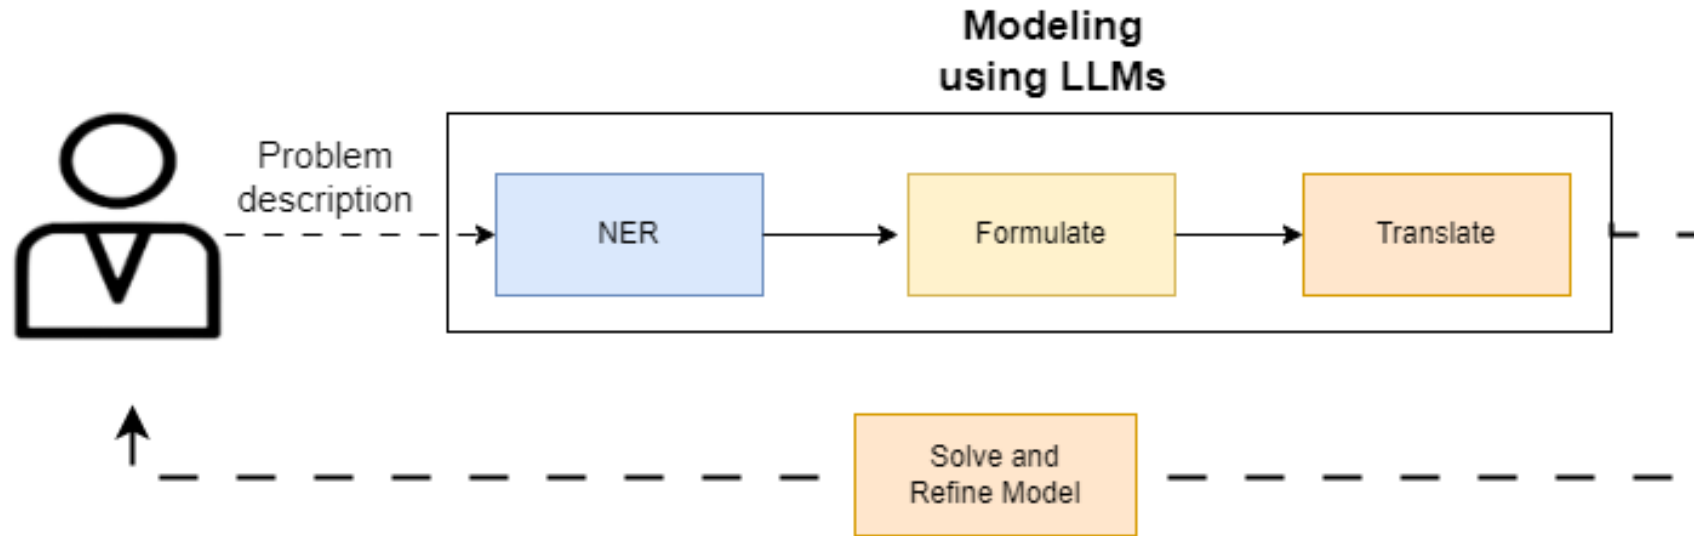 Modeling
using LLMs
Problem
description
NER
Formulate
Translate
Solve and
Refine Model